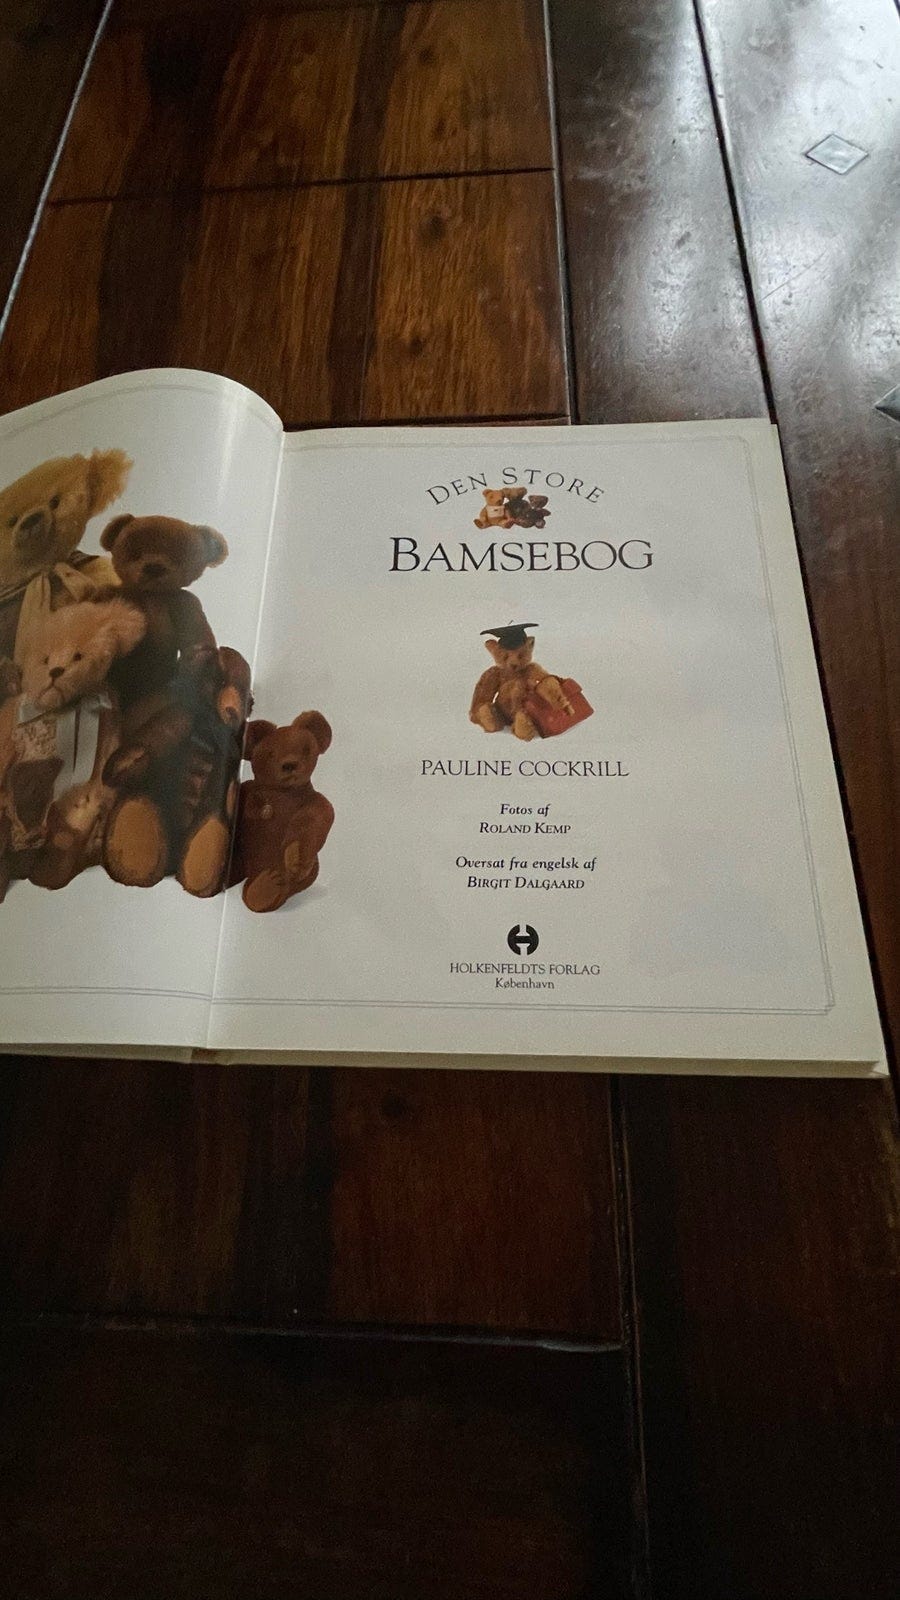 DEN STORE
BAMSEBOG
PAULINE COCKRILL
Fotos af
ROLAND KEMP
Oversat fra engelsk af
BIRGIT DALGAARD
HOLKENFELDTS FORLAG
København